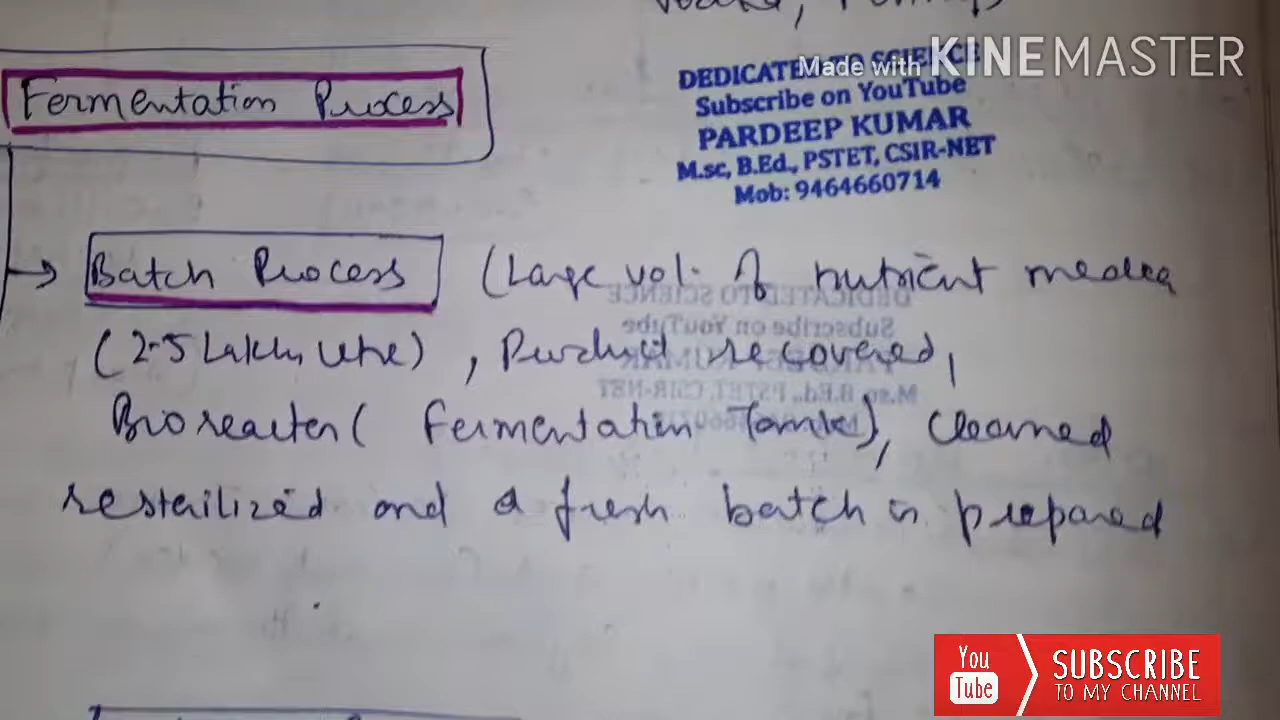 Made with KINEMASTER
DEDICATED TO SCIENCE
Subscribe on YouTube
PARDEEP KUMAR
M.sc, B.Ed., PSTET, CSIR-NET
Mob: 9464660714
Fermentation Process
Batch Process (Large vol. of nutrient media
(2-5 Lakhs litre), Product recovered,
Bioreacter (Fermentation Tank), cleaned
resterilized and a fresh batch is prepared
You Tube
SUBSCRIBE
TO MY CHANNEL